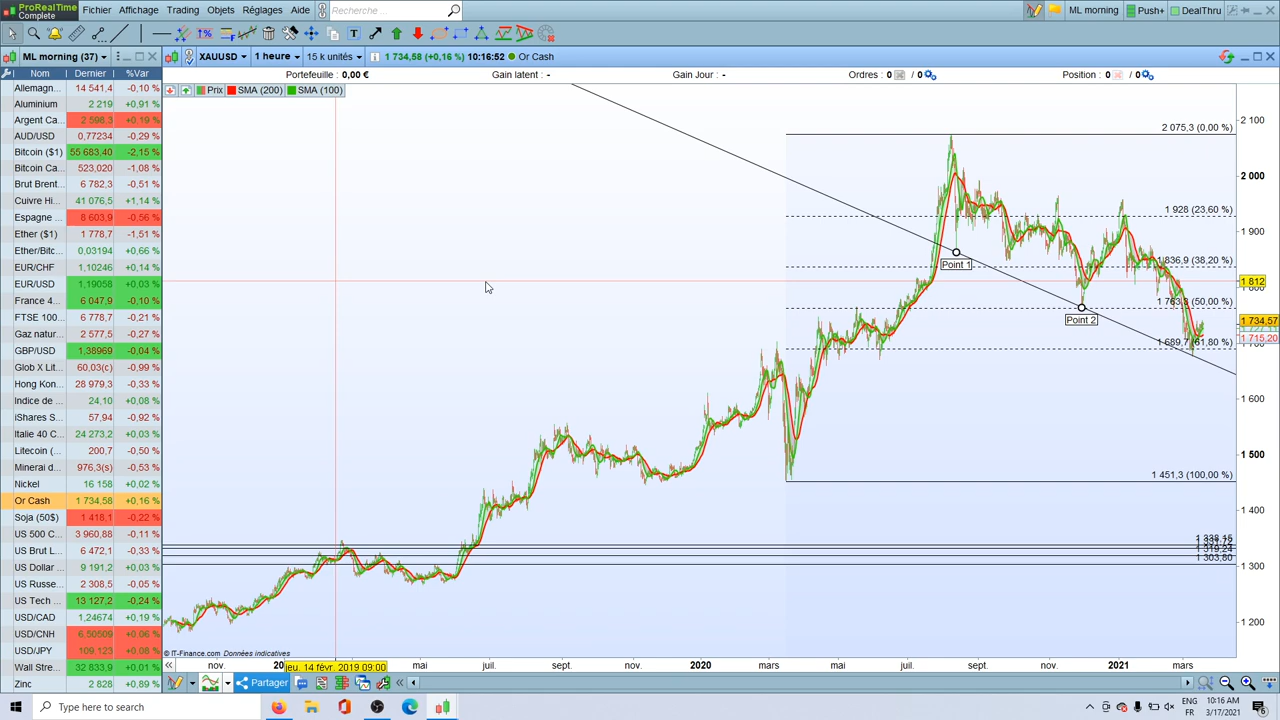 ProRealTime
Complete
Fichier Affichage Trading Objets Réglages Aide Recherche... ML morning Push+ DealThru
ML morning (37) XAUUSD 1 heure 15 k unités 1 734,58 (+0,16 %) 10:16:52 Or Cash
Nom Dernier %Var Portefeuille : 0,00 € Gain latent : - Gain Jour : - Ordres : 0 / 0 Position : 0 / 0
Prix SMA (200) SMA (100)
Allemagn... 14 541,4 -0,10 %
Aluminium 2 219 +0,91 %
Argent Ca... 2 598,3 +0,19 %
AUD/USD 0,77234 -0,29 %
Bitcoin ($1) 55 683,40 -2,15 %
Bitcoin Ca... 523,020 -1,08 %
Brut Brent... 6 782,3 -0,51 %
Cuivre Hi... 41 076,5 +1,14 %
Espagne ... 8 603,9 -0,56 %
Ether ($1) 1 778,7 -1,51 %
Ether/Bitc... 0,03194 +0,66 %
EUR/CHF 1,10246 +0,14 %
EUR/USD 1,19058 +0,03 %
France 4... 6 047,9 -0,10 %
FTSE 100... 6 778,7 -0,21 %
Gaz natur... 2 577,5 -0,27 %
GBP/USD 1,38969 -0,04 %
Glob X Lit... 60,03(c) -0,99 %
Hong Kon... 28 979,3 -0,33 %
Indice de ... 24,10 +0,08 %
iShares S... 57,94 -0,92 %
Italie 40 C... 24 273,2 +0,03 %
Litecoin (... 200,7 -0,50 %
Minerai d... 976,3(s) -0,53 %
Nickel 16 158 +0,02 %
Or Cash 1 734,58 +0,16 %
Soja (50$) 1 418,1 -0,22 %
US 500 C... 3 960,88 -0,11 %
US Brut L... 6 472,1 -0,33 %
US Dollar ... 9 191,2 +0,03 %
US Russe... 2 308,5 -0,05 %
US Tech ... 13 127,2 -0,24 %
USD/CAD 1,24674 +0,19 %
USD/CNH 6,50509 +0,06 %
USD/JPY 109,123 +0,08 %
Wall Stre... 32 833,9 +0,01 %
Zinc 2 828 +0,89 %
2 075,3 (0,00 %)
1 928 (23,60 %)
1 836,9 (38,20 %)
1 763,3 (50,00 %)
1 689,7 (61,80 %)
1 451,3 (100,00 %)
Point 1
Point 2
1 319,24
1 303,80
2 100
2 000
1 900
1 812
1 734,57
1 715,20
1 600
1 500
1 400
1 300
1 200
© IT-Finance.com Données indicatives
nov. jeu. 14 févr. 2019 09:00 mai juil. sept. nov. 2020 mars mai juil. sept. nov. 2021 mars
Partager
Type here to search
ENG 10:16 AM
FR 3/17/2021
6